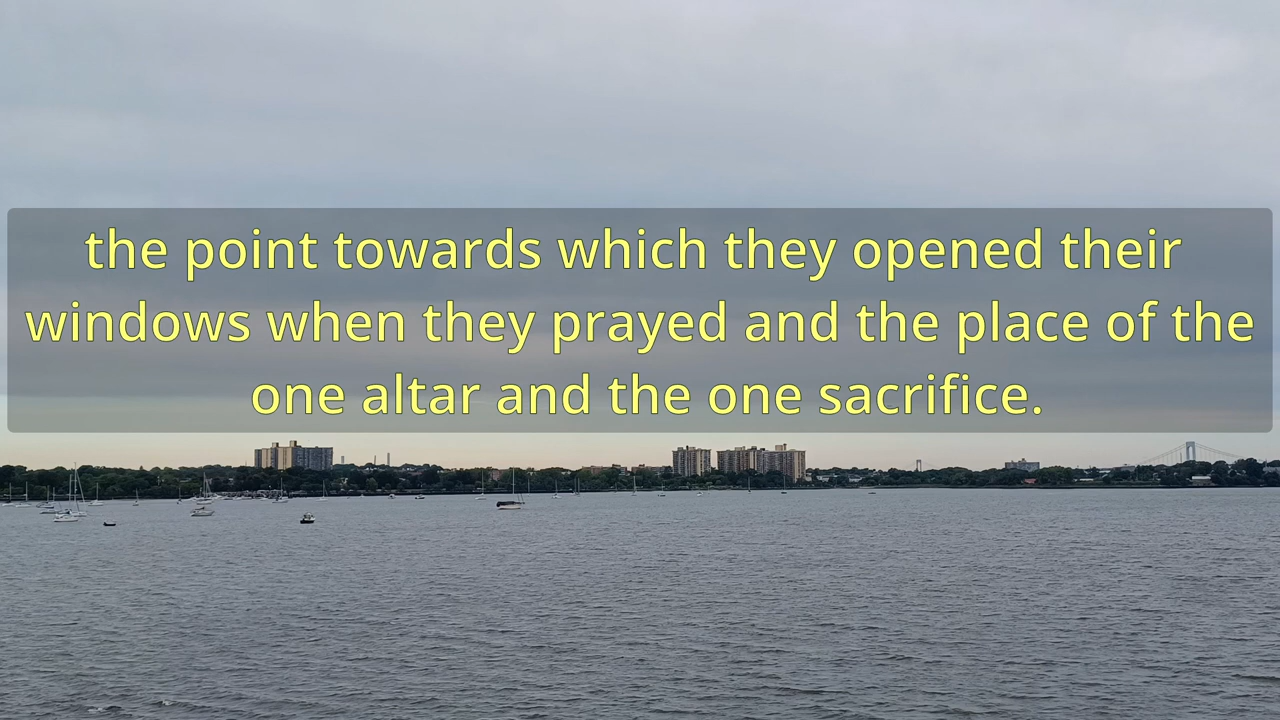 the point towards which they opened their
windows when they prayed and the place of the
one altar and the one sacrifice.